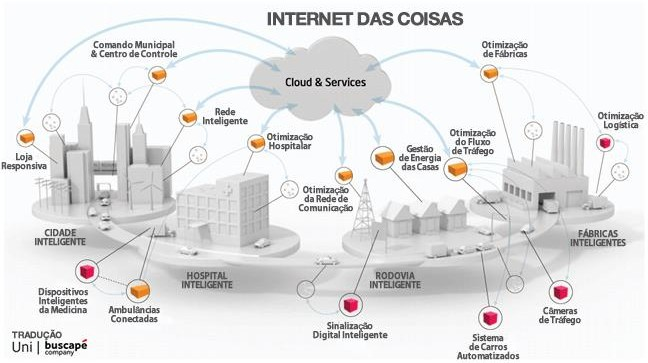 INTERNET DAS COISAS
Comando Municipal
& Centro de Controle
Cloud & Services
Otimização
de Fábricas
Rede
Inteligente
Otimização
Logística
Loja
Responsiva
Otimização
Hospitalar
Gestão
de Energia
das Casas
Otimização
do Fluxo
de Tráfego
Otimização
da Rede de
Comunicação
CIDADE
INTELIGENTE
HOSPITAL
INTELIGENTE
RODOVIA
INTELIGENTE
FÁBRICAS
INTELIGENTES
Dispositivos
Inteligentes
da Medicina
Ambulâncias
Conectadas
Sinalização
Digital Inteligente
Sistema
de Carros
Automatizados
Câmeras
de Tráfego
TRADUÇÃO
Uni | buscapé
company